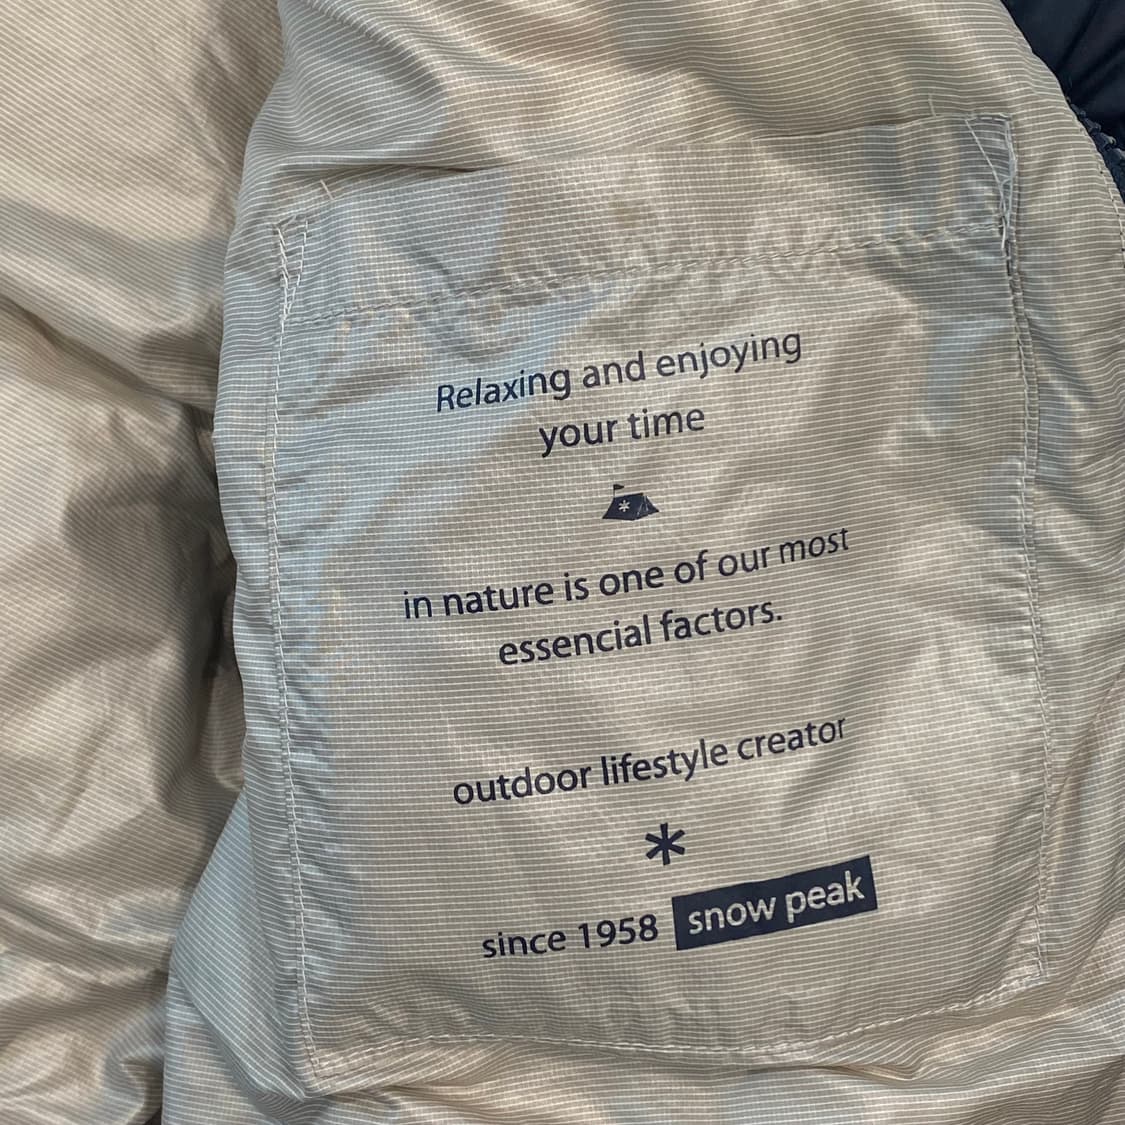 Relaxing and enjoying
your time
in nature is one of our most
essencial factors.
outdoor lifestyle creator
*
since 1958 snow peak